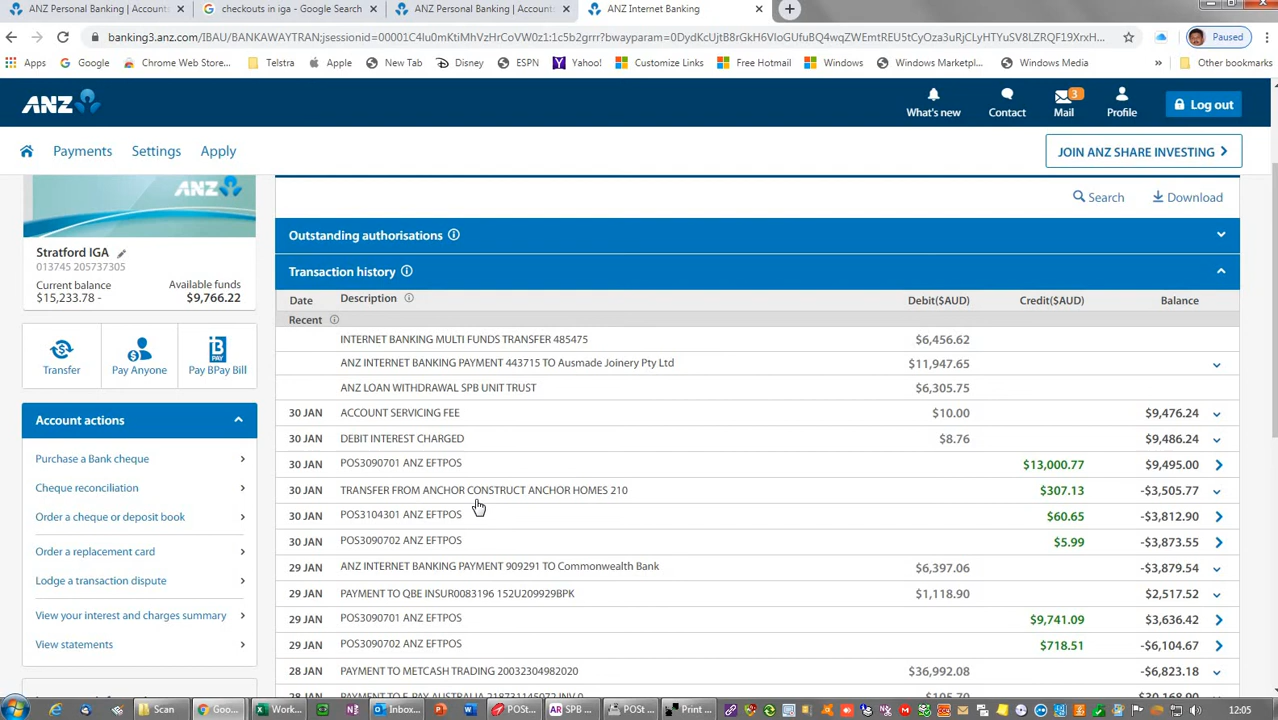 ANZ Personal Banking | Accounts
checkouts in iga - Google Search
ANZ Personal Banking | Accounts
ANZ Internet Banking
Paused
Apps
Google
Chrome Web Store...
Telstra
Apple
New Tab
Disney
ESPN
Yahoo!
Customize Links
Free Hotmail
Windows
Windows Marketpl...
Windows Media
»
Other bookmarks
ANZ
What's new
Contact
3
Mail
Profile
Log out
Payments
Settings
Apply
JOIN ANZ SHARE INVESTING
ANZ
Search
Download
Stratford IGA
013745 205737305
Current balance Available funds
$15,233.78 - $9,766.22
Transfer
Pay Anyone
B PAY
Pay BPay Bill
Account actions
Purchase a Bank cheque
Cheque reconciliation
Order a cheque or deposit book
Order a replacement card
Lodge a transaction dispute
View your interest and charges summary
View statements
Outstanding authorisations
Transaction history
Date Description Debit($AUD) Credit($AUD) Balance
Recent
INTERNET BANKING MULTI FUNDS TRANSFER 485475 $6,456.62
ANZ INTERNET BANKING PAYMENT 443715 TO Ausmade Joinery Pty Ltd $11,947.65
ANZ LOAN WITHDRAWAL SPB UNIT TRUST $6,305.75
30 JAN ACCOUNT SERVICING FEE $10.00 $9,476.24
30 JAN DEBIT INTEREST CHARGED $8.76 $9,486.24
30 JAN POS3090701 ANZ EFTPOS $13,000.77 $9,495.00
30 JAN TRANSFER FROM ANCHOR CONSTRUCT ANCHOR HOMES 210 $307.13 -$3,505.77
30 JAN POS3104301 ANZ EFTPOS $60.65 -$3,812.90
30 JAN POS3090702 ANZ EFTPOS $5.99 -$3,873.55
29 JAN ANZ INTERNET BANKING PAYMENT 909291 TO Commonwealth Bank $6,397.06 -$3,879.54
29 JAN PAYMENT TO QBE INSUR0083196 152U209929BPK $1,118.90 $2,517.52
29 JAN POS3090701 ANZ EFTPOS $9,741.09 $3,636.42
29 JAN POS3090702 ANZ EFTPOS $718.51 -$6,104.67
28 JAN PAYMENT TO METCASH TRADING 20032304982020 $36,992.08 -$6,823.18
Scan
Goo...
Work...
Inbox...
POSt...
SPB ...
POSt ...
Print ...
12:05